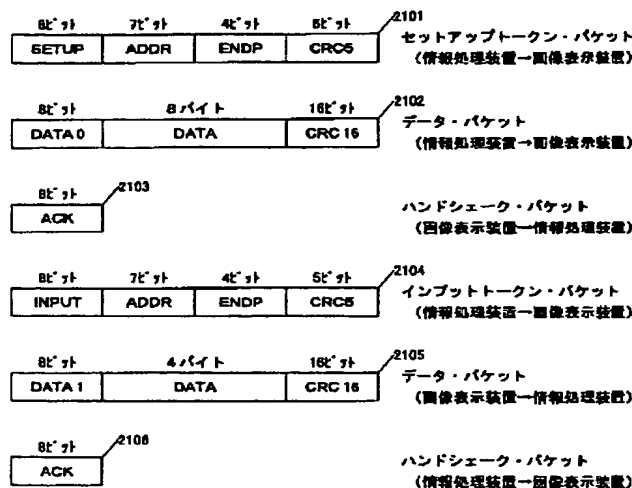 8ビット 7ビット 4ビット 5ビット 2101
SETUP ADDR ENDP CRC5 セットアップトークン・パケット
(情報処理装置→画像表示装置)
8ビット 8バイト 16ビット 2102
DATA 0 DATA CRC 16 データ・パケット
(情報処理装置→画像表示装置)
8ビット 2103
ACK ハンドシェーク・パケット
(画像表示装置→情報処理装置)
8ビット 7ビット 4ビット 5ビット 2104
INPUT ADDR ENDP CRC5 インプットトークン・パケット
(情報処理装置→画像表示装置)
8ビット 4バイト 16ビット 2105
DATA 1 DATA CRC 16 データ・パケット
(画像表示装置→情報処理装置)
8ビット 2106
ACK ハンドシェーク・パケット
(情報処理装置→画像表示装置)